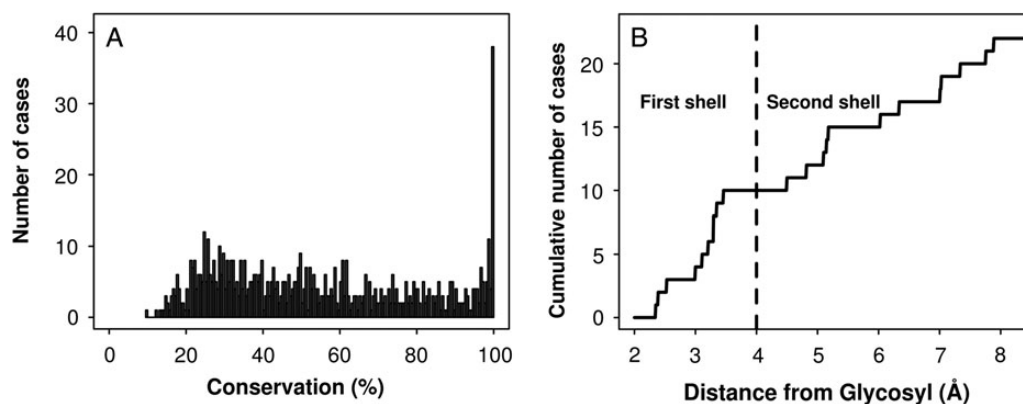 A
Number of cases
40
30
20
10
0
0 20 40 60 80 100
Conservation (%)
B
Cumulative number of cases
20
15
10
5
0
First shell
Second shell
2 3 4 5 6 7 8
Distance from Glycosyl (Å)